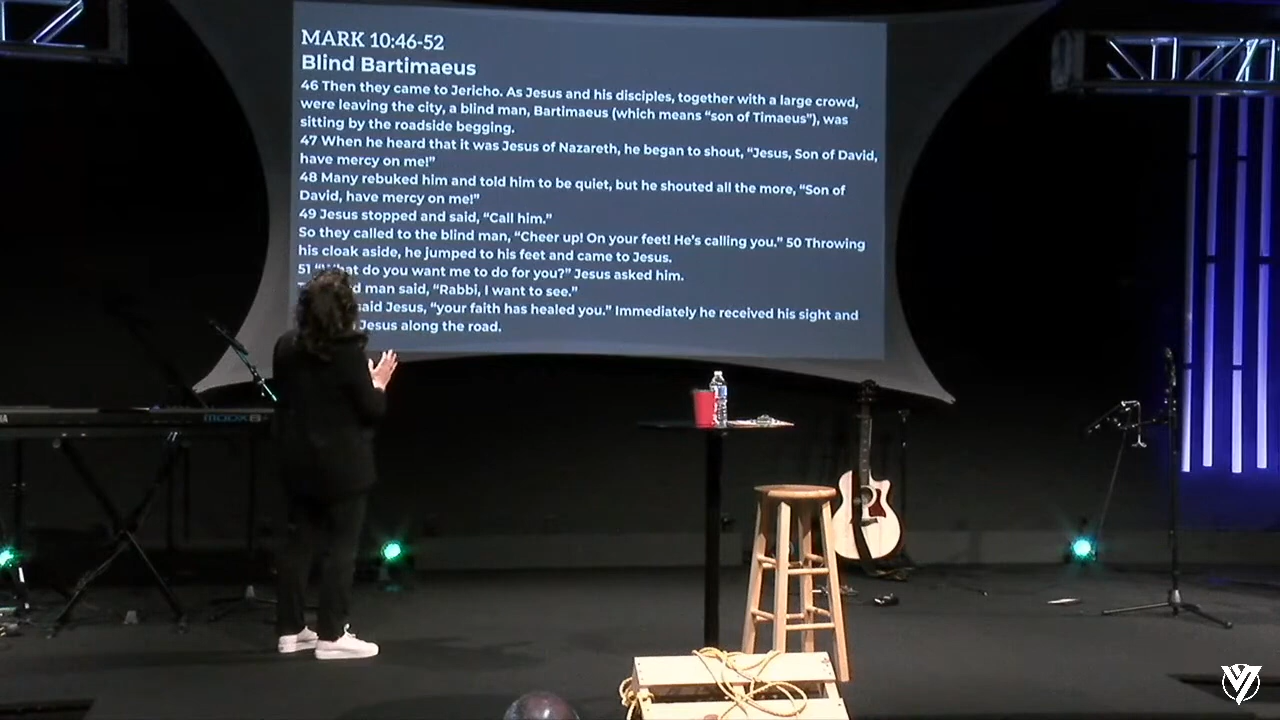 MARK 10:46-52
Blind Bartimaeus
46 Then they came to Jericho. As Jesus and his disciples, together with a large crowd,
were leaving the city, a blind man, Bartimaeus (which means “son of Timaeus”), was
sitting by the roadside begging.
47 When he heard that it was Jesus of Nazareth, he began to shout, “Jesus, Son of David,
have mercy on me!”
48 Many rebuked him and told him to be quiet, but he shouted all the more, “Son of
David, have mercy on me!”
49 Jesus stopped and said, “Call him.”
So they called to the blind man, “Cheer up! On your feet! He’s calling you.” 50 Throwing
his cloak aside, he jumped to his feet and came to Jesus.
51 “What do you want me to do for you?” Jesus asked him.
man said, “Rabbi, I want to see.”
said Jesus, “your faith has healed you.” Immediately he received his sight and
Jesus along the road.
MODX8